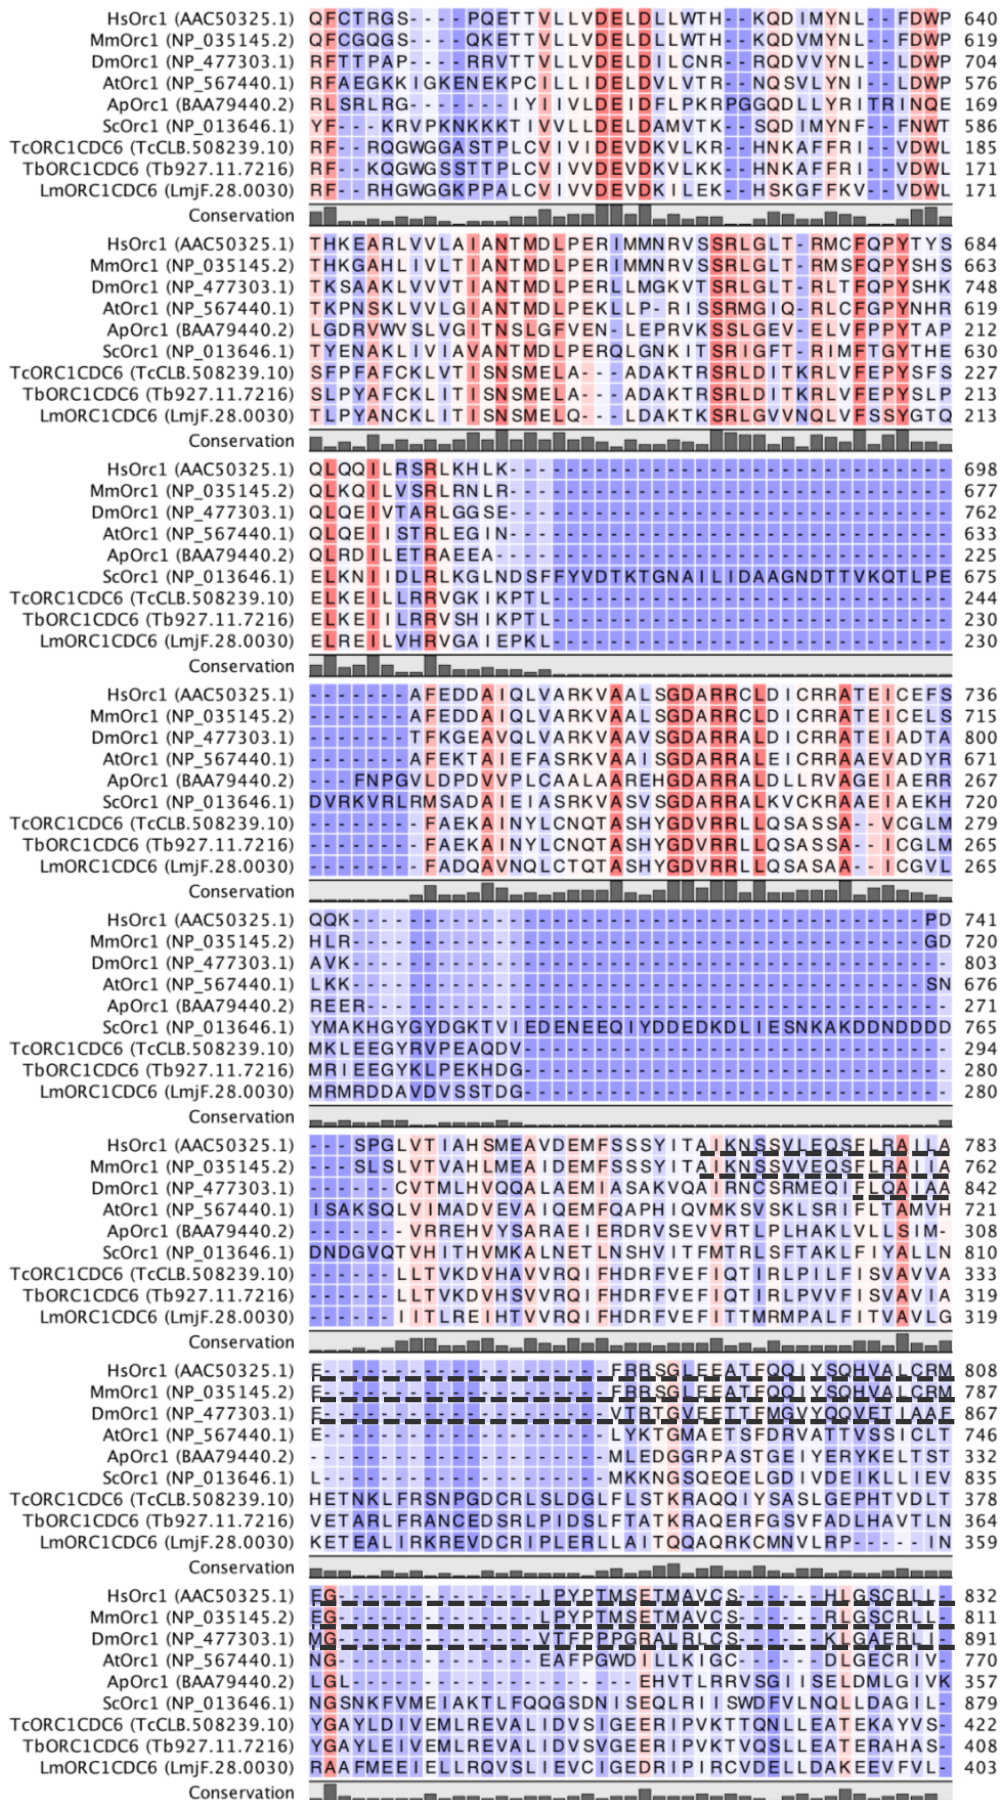 HsOrc1 (AAC50325.1) QFCTRGS----PQETTVLLVDELDLLWTH--KQDIMYNL--FDWP 640
MmOrc1 (NP_035145.2) QFCGQGS----QKETTVLLVDELDLLWTH--KQDVMYNL--FDWP 619
DmOrc1 (NP_477303.1) RFTTPAP----RRVTTVLLVDELDILCNR--RQDVVYNL--LDWP 704
AtOrc1 (NP_567440.1) RFAEGKKIGKENEKPCILLIDELDVLVTR--NQSVLYNI--LDWP 576
ApOrc1 (BAA79440.2) RLSRLRG-------IYIIVLDEIDFLPKRPGGQDLLYRITRINQE 169
ScOrc1 (NP_013646.1) YF---KRVPKNKKKTIVVLLDELDAMVTK--SQDIMYNF--FNWT 586
TcORC1CDC6 (TcCLB.508239.10) RF--RQGWGGASTPLCVIVIDEVDKVLKR--HNKAFFRI--VDWL 185
TbORC1CDC6 (Tb927.11.7216) RF--KQGWGSSTTPLCVIVVDEVDKVLKR--HNKAFFRI--VDWL 171
LmORC1CDC6 (LmjF.28.0030) RF--RHGWGGKPPALCVIVVDEVDKILEK--HSKGFFKV--VDWL 171
Conservation
HsOrc1 (AAC50325.1) THKEARLVVLAIANTMDLPERIMMNRVSSRLGLT-RMCFQPYTYS 684
MmOrc1 (NP_035145.2) THKGAHLIVLTIANTMDLPERIMMNRVSSRLGLT-RMSFQPYSHS 663
DmOrc1 (NP_477303.1) TKSAAKLVVVTIANTMDLPERLLMGKVTSRLGLT-RLTFQPYSHK 748
AtOrc1 (NP_567440.1) TKPNSKLVVLGIANTMDLPEKLLP-RISSRMGIQ-RLCFGPYNHR 619
ApOrc1 (BAA79440.2) LGDRVWVSLVGITNSLGFVEN-LEPRVKSSLGEV-ELVFPPYTAP 212
ScOrc1 (NP_013646.1) TYENAKLIVIAVANTMDLPERQLGNKITSRIGFT-RIMFTGYTHE 630
TcORC1CDC6 (TcCLB.508239.10) SFPFAFCKLVTISNSMELA---ADAKTRSRLDITKRLVFEPYSFS 227
TbORC1CDC6 (Tb927.11.7216) SLPYAFCKLITISNSMELA---ADAKTRSRLDITKRLVFEPYSLP 213
LmORC1CDC6 (LmjF.28.0030) TLPYANCKLITISNPMELQ---LDAKTKSRLGVVNQLVFSSYGTQ 213
Conservation
HsOrc1 (AAC50325.1) QLQQILRSRLKHLK------------------------------- 698
MmOrc1 (NP_035145.2) QLKQILVSRLRNLR------------------------------- 677
DmOrc1 (NP_477303.1) QLQEIVTARLGGSE------------------------------- 762
AtOrc1 (NP_567440.1) QLQEIISTRLEGIN------------------------------- 633
ApOrc1 (BAA79440.2) QLRDILETRAEEA-------------------------------- 225
ScOrc1 (NP_013646.1) ELKNIIDLRLKGLNDSFFYVDTKTGNAILIDAAGNDTTVKQTLPE 675
TcORC1CDC6 (TcCLB.508239.10) ELKEILLRRVGKIKPTL---------------------------- 244
TbORC1CDC6 (Tb927.11.7216) ELKEIILRRVSHIKPTL---------------------------- 230
LmORC1CDC6 (LmjF.28.0030) ELREILVHRVGAIEPKL---------------------------- 230
Conservation
HsOrc1 (AAC50325.1) -------AFEDDAIQLVARKVAALSGDARRCLDICRRATEICEFS 736
MmOrc1 (NP_035145.2) -------AFEDDAIQLVARKVAALSGDARRCLDICRRATEICELS 715
DmOrc1 (NP_477303.1) -------TFKGEAVQLVARKVAAVSGDARRALDICRRATEIADTA 800
AtOrc1 (NP_567440.1) -------AFEKTAIEFASRKVAAISGDARRALEICRRAAEVADYR 671
ApOrc1 (BAA79440.2) ---FNPGVLDPDVVPLCAALAAREHGDARRALDLLRVAGEIAERR 267
ScOrc1 (NP_013646.1) DVRKVRLRMSADAIEIASRKVASVSGDARRALKVCKRAAEIAEKH 720
TcORC1CDC6 (TcCLB.508239.10) --------FAEKAINYLCNQTASHYGDVRRLLQSASSA--VCGLM 279
TbORC1CDC6 (Tb927.11.7216) --------FAEKAINYLCNQTASHYGDVRRLLQSASSA--ICGLM 265
LmORC1CDC6 (LmjF.28.0030) --------FADQAVNQLCTQTASHYGDVRRLLQSASAA--ICGVL 265
Conservation
HsOrc1 (AAC50325.1) QQK----------------------------------------PD 741
MmOrc1 (NP_035145.2) HLR----------------------------------------GD 720
DmOrc1 (NP_477303.1) AVK------------------------------------------ 803
AtOrc1 (NP_567440.1) LKK----------------------------------------SN 676
ApOrc1 (BAA79440.2) REER----------------------------------------- 271
ScOrc1 (NP_013646.1) YMAKHGYGYDGKTVIEDENEEQIYDDEDKDLIESNKAKDDNDDDD 765
TcORC1CDC6 (TcCLB.508239.10) MKLEEGYRVPEAQDV------------------------------ 294
TbORC1CDC6 (Tb927.11.7216) MRIEEGYKLPEKHDG------------------------------ 280
LmORC1CDC6 (LmjF.28.0030) MRMRDDAVDVSSTDG------------------------------ 280
Conservation
HsOrc1 (AAC50325.1) ---SPGLVTIAHSMEAVDEMFSSSYITAIKNSSVLEQSFLRAILA 783
MmOrc1 (NP_035145.2) ---SLSLVTVAHLMEAIDEMFSSSYITAIKNSSVVEQSFLRAIIA 762
DmOrc1 (NP_477303.1) ------CVTMLHVQQALAEMIASAKVQAIRNCSRMEQIFLQAIAA 842
AtOrc1 (NP_567440.1) ISAKSQLVIMADVEVAIQEMFQAPHIQVMKSVSKLSRIFLTAMVH 721
ApOrc1 (BAA79440.2) -------VRREHVYSARAEIERDRVSEVVRTLPLHAKLVLLSIM- 308
ScOrc1 (NP_013646.1) DNDGVQTVHITHVMKALNETLNSHVITFMTRLSFTAKLFIYALLN 810
TcORC1CDC6 (TcCLB.508239.10) ------LLTVKDVHAVVRQIFHDRFVEFIQTIRLPILFISVAVVA 333
TbORC1CDC6 (Tb927.11.7216) ------LLTVKDVHSVVRQIFHDRFVEFIQTIRLPVVFISVAVIA 319
LmORC1CDC6 (LmjF.28.0030) ------IITLREIHTVVRQIFHDRFVEFITTMRMPALFITVAVLG 319
Conservation
HsOrc1 (AAC50325.1) E--------------------FRRSGLEEATFQQIYSQHVALCRM 808
MmOrc1 (NP_035145.2) E--------------------FRRSGLEEATFQQIYSQHVALCRM 787
DmOrc1 (NP_477303.1) E--------------------VTRTGVEETTFMGVYQQVETIAAF 867
AtOrc1 (NP_567440.1) E--------------------LYKTGMAETSFDRVATTVSSICLT 746
ApOrc1 (BAA79440.2) ---------------------MLEDGGRPASTGEIYERYKELTST 332
ScOrc1 (NP_013646.1) L--------------------MKKNGSQEQELGDIVDEIKLLIEV 835
TcORC1CDC6 (TcCLB.508239.10) HETNKLFRSNPGDCRLSLDGLFLSTKRAQQIYSASLGEPHTVDLT 378
TbORC1CDC6 (Tb927.11.7216) VETARLFRANCEDSRLPIDSLFTATKRAQERFGSVFADLHAVTLN 364
LmORC1CDC6 (LmjF.28.0030) KETEALIRKREVDCRIPLERLLAITQQAQRKCMNVLRP-----IN 359
Conservation
HsOrc1 (AAC50325.1) EG--------------LPYPTMSETMAVCS------HLGSCRLL- 832
MmOrc1 (NP_035145.2) EG--------------LPYPTMSETMAVCS------RLGSCRLL- 811
DmOrc1 (NP_477303.1) MG--------------VTFPPPGRALRLCS------KLGAERLI- 891
AtOrc1 (NP_567440.1) NG--------------EAFPGWDILLKIGC------DLGECRIV- 770
ApOrc1 (BAA79440.2) LGL--------------------EHVTLRRVSGIISELDMLGIVK 357
ScOrc1 (NP_013646.1) NGSNKFVMEIAKTLFQQGSDNISEQLRIISWDFVLNQLLDAGIL- 879
TcORC1CDC6 (TcCLB.508239.10) YGAYLDIVEMLREVALIDVSIGEERIPVKTTQNLLEATEKAYVS- 422
TbORC1CDC6 (Tb927.11.7216) YGAYLEIVEMLREVALIDVSVGEERIPVKTVQSLLEATERAHAS- 408
LmORC1CDC6 (LmjF.28.0030) RAAFMEEIELLRQVSLIEVCIGEDRIPIRCVDELLDAKEEVFVL- 403
Conservation